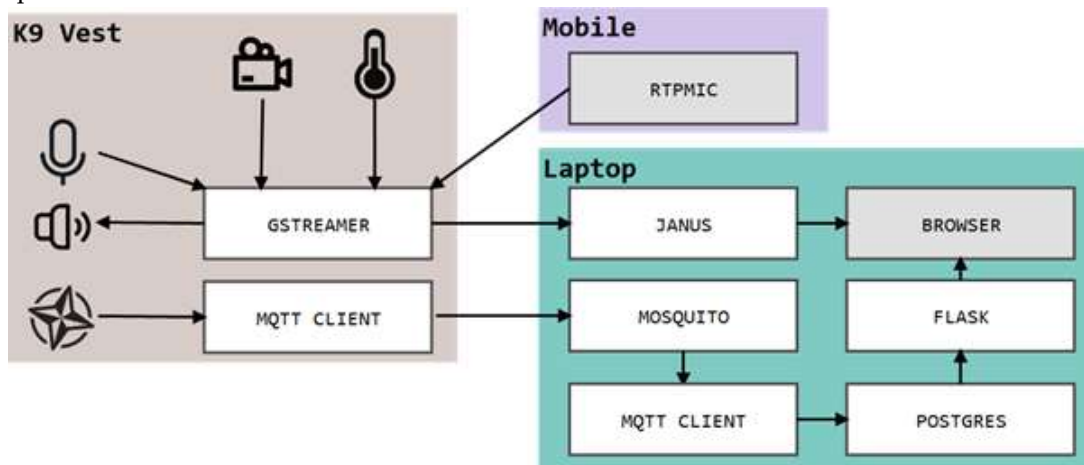 K9 Vest
Mobile
RTPMIC
Laptop
GSTREAMER
JANUS
BROWSER
MQTT CLIENT
MOSQUITO
FLASK
MQTT CLIENT
POSTGRES